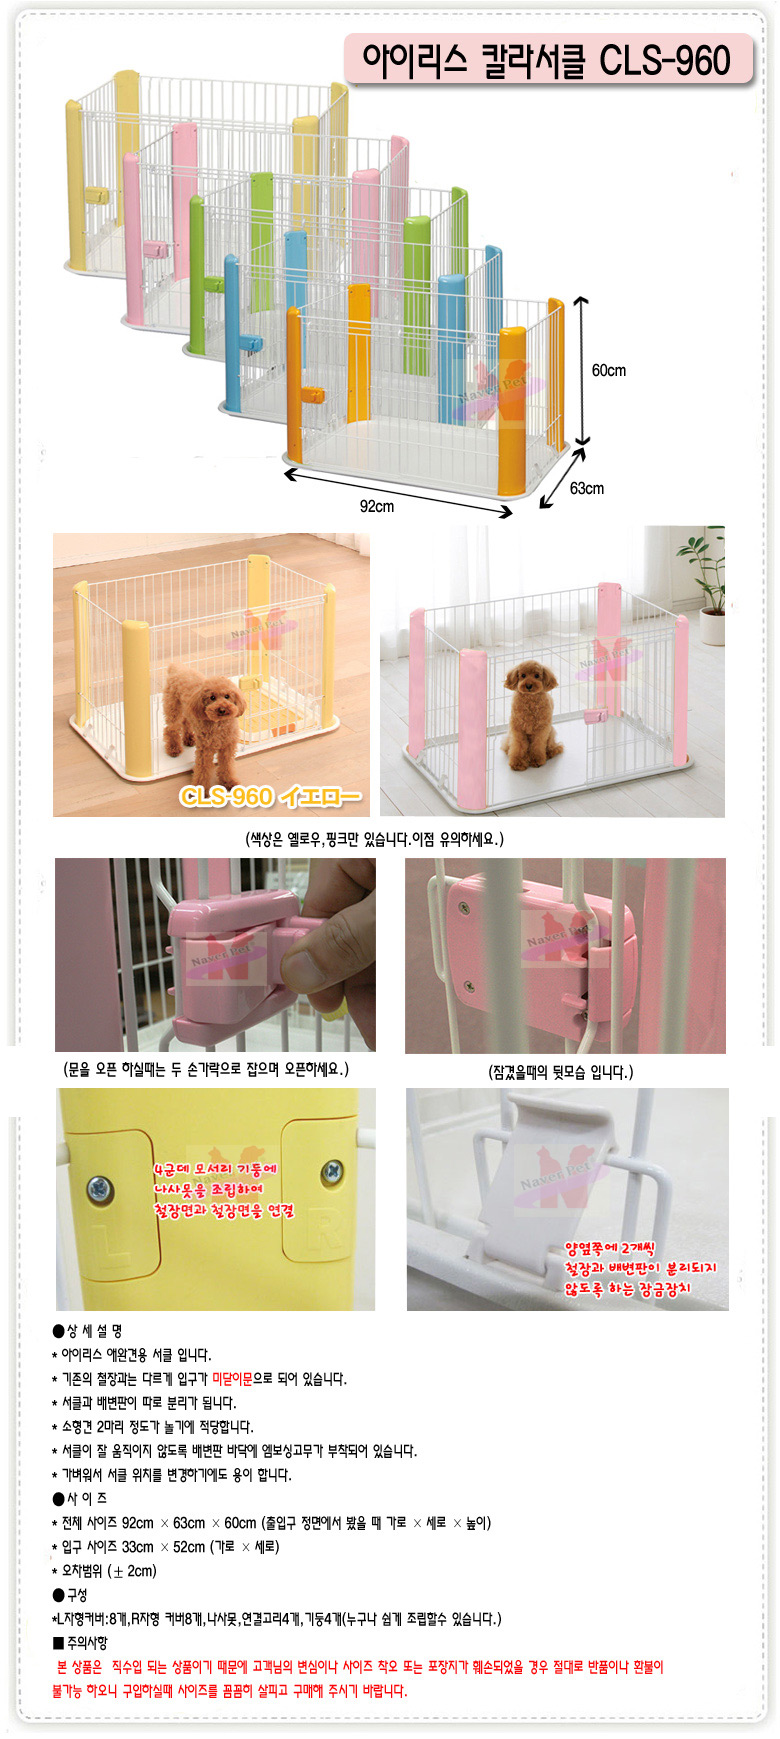 아이리스 칼라서클 CLS-960
60cm
63cm
92cm
Naver Pet
Naver Pet
Naver Pet
CLS-960 イエロー
(색상은 옐로우,핑크만 있습니다.이점 유의하세요.)
Naver Pet
Naver Pet
(문을 오픈 하실때는 두 손가락으로 잡으며 오픈하세요.)
(잠겼을때의 뒷모습 입니다.)
4군데 모서리 기둥에
나사못을 조립하여
철장면과 철장면을 연결
L
R
Naver Pet
양옆쪽에 2개씩
철장과 배변판이 분리되지
않도록 하는 잠금장치
●상 세 설 명
* 아이리스 애완견용 서클 입니다.
* 기존의 철장과는 다르게 입구가 미닫이문으로 되어 있습니다.
* 서클과 배변판이 따로 분리가 됩니다.
* 소형견 2마리 정도가 놀기에 적당합니다.
* 서클이 잘 움직이지 않도록 배변판 바닥에 엠보싱고무가 부착되어 있습니다.
* 가벼워서 서클 위치를 변경하기에도 용이 합니다.
●사 이 즈
* 전체 사이즈 92cm × 63cm × 60cm (출입구 정면에서 봤을 때 가로 × 세로 × 높이)
* 입구 사이즈 33cm × 52cm (가로 × 세로)
* 오차범위 (± 2cm)
●구성
*L자형커버:8개,R자형 커버8개,나사못,연결고리4개,기둥4개(누구나 쉽게 조립할수 있습니다.)
■ 주의사항
본 상품은 직수입 되는 상품이기 때문에 고객님의 변심이나 사이즈 착오 또는 포장지가 훼손되었을 경우 절대로 반품이나 환불이
불가능 하오니 구입하실때 사이즈를 꼼꼼히 살피고 구매해 주시기 바랍니다.